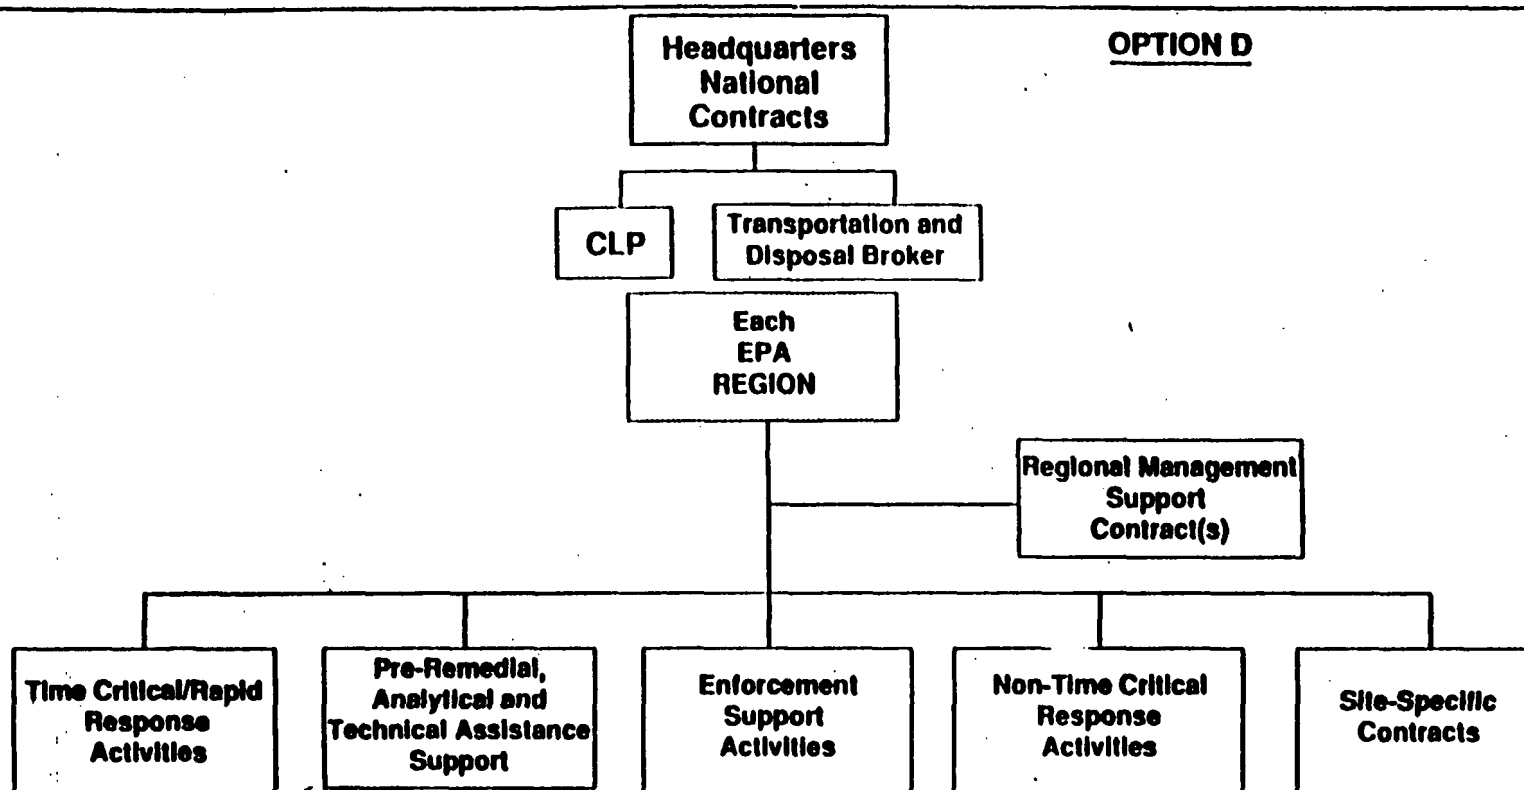 OPTION D
Headquarters
National
Contracts
CLP
Transportation and
Disposal Broker
Each
EPA
REGION
Regional Management
Support
Contract(s)
Time Critical/Rapid
Response
Activities
Pre-Remedial,
Analytical and
Technical Assistance
Support
Enforcement
Support
Activities
Non-Time Critical
Response
Activities
Site-Specific
Contracts